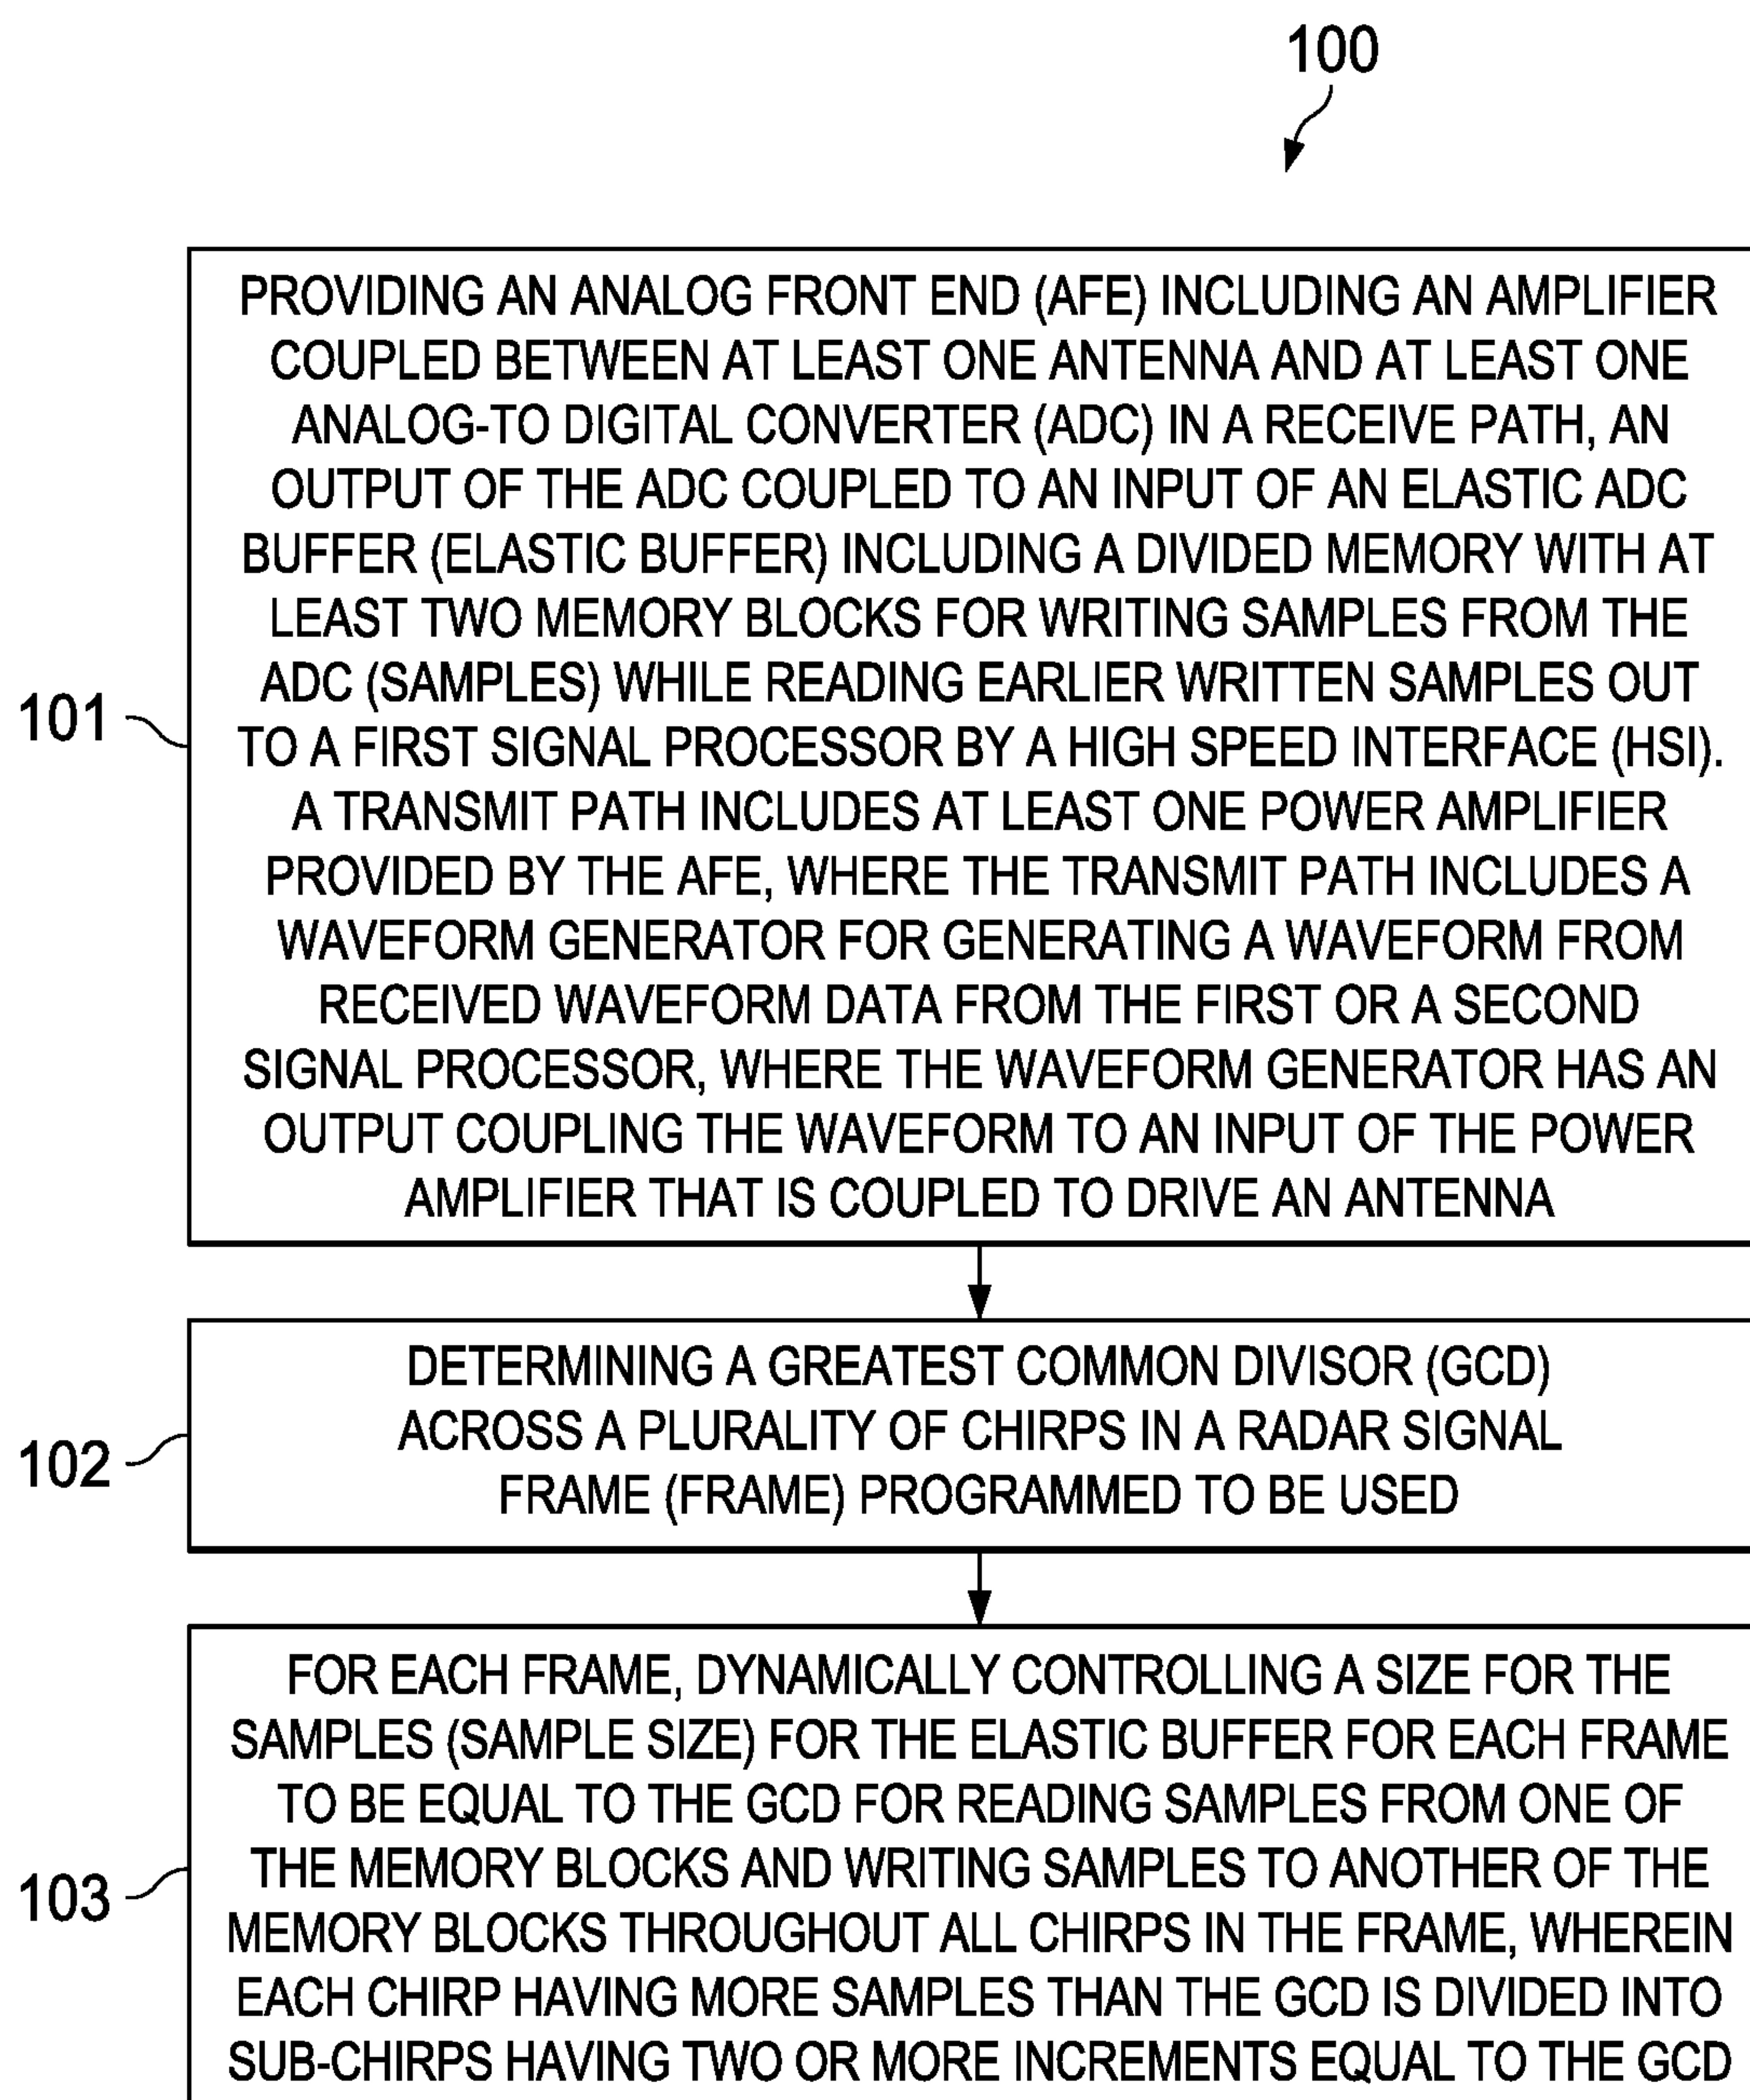 100
PROVIDING AN ANALOG FRONT END (AFE) INCLUDING AN AMPLIFIER
COUPLED BETWEEN AT LEAST ONE ANTENNA AND AT LEAST ONE
ANALOG-TO DIGITAL CONVERTER (ADC) IN A RECEIVE PATH, AN
OUTPUT OF THE ADC COUPLED TO AN INPUT OF AN ELASTIC ADC
BUFFER (ELASTIC BUFFER) INCLUDING A DIVIDED MEMORY WITH AT
LEAST TWO MEMORY BLOCKS FOR WRITING SAMPLES FROM THE
ADC (SAMPLES) WHILE READING EARLIER WRITTEN SAMPLES OUT
TO A FIRST SIGNAL PROCESSOR BY A HIGH SPEED INTERFACE (HSI).
A TRANSMIT PATH INCLUDES AT LEAST ONE POWER AMPLIFIER
PROVIDED BY THE AFE, WHERE THE TRANSMIT PATH INCLUDES A
WAVEFORM GENERATOR FOR GENERATING A WAVEFORM FROM
RECEIVED WAVEFORM DATA FROM THE FIRST OR A SECOND
SIGNAL PROCESSOR, WHERE THE WAVEFORM GENERATOR HAS AN
OUTPUT COUPLING THE WAVEFORM TO AN INPUT OF THE POWER
AMPLIFIER THAT IS COUPLED TO DRIVE AN ANTENNA
101
DETERMINING A GREATEST COMMON DIVISOR (GCD)
ACROSS A PLURALITY OF CHIRPS IN A RADAR SIGNAL
FRAME (FRAME) PROGRAMMED TO BE USED
102
FOR EACH FRAME, DYNAMICALLY CONTROLLING A SIZE FOR THE
SAMPLES (SAMPLE SIZE) FOR THE ELASTIC BUFFER FOR EACH FRAME
TO BE EQUAL TO THE GCD FOR READING SAMPLES FROM ONE OF
THE MEMORY BLOCKS AND WRITING SAMPLES TO ANOTHER OF THE
MEMORY BLOCKS THROUGHOUT ALL CHIRPS IN THE FRAME, WHEREIN
EACH CHIRP HAVING MORE SAMPLES THAN THE GCD IS DIVIDED INTO
SUB-CHIRPS HAVING TWO OR MORE INCREMENTS EQUAL TO THE GCD
103